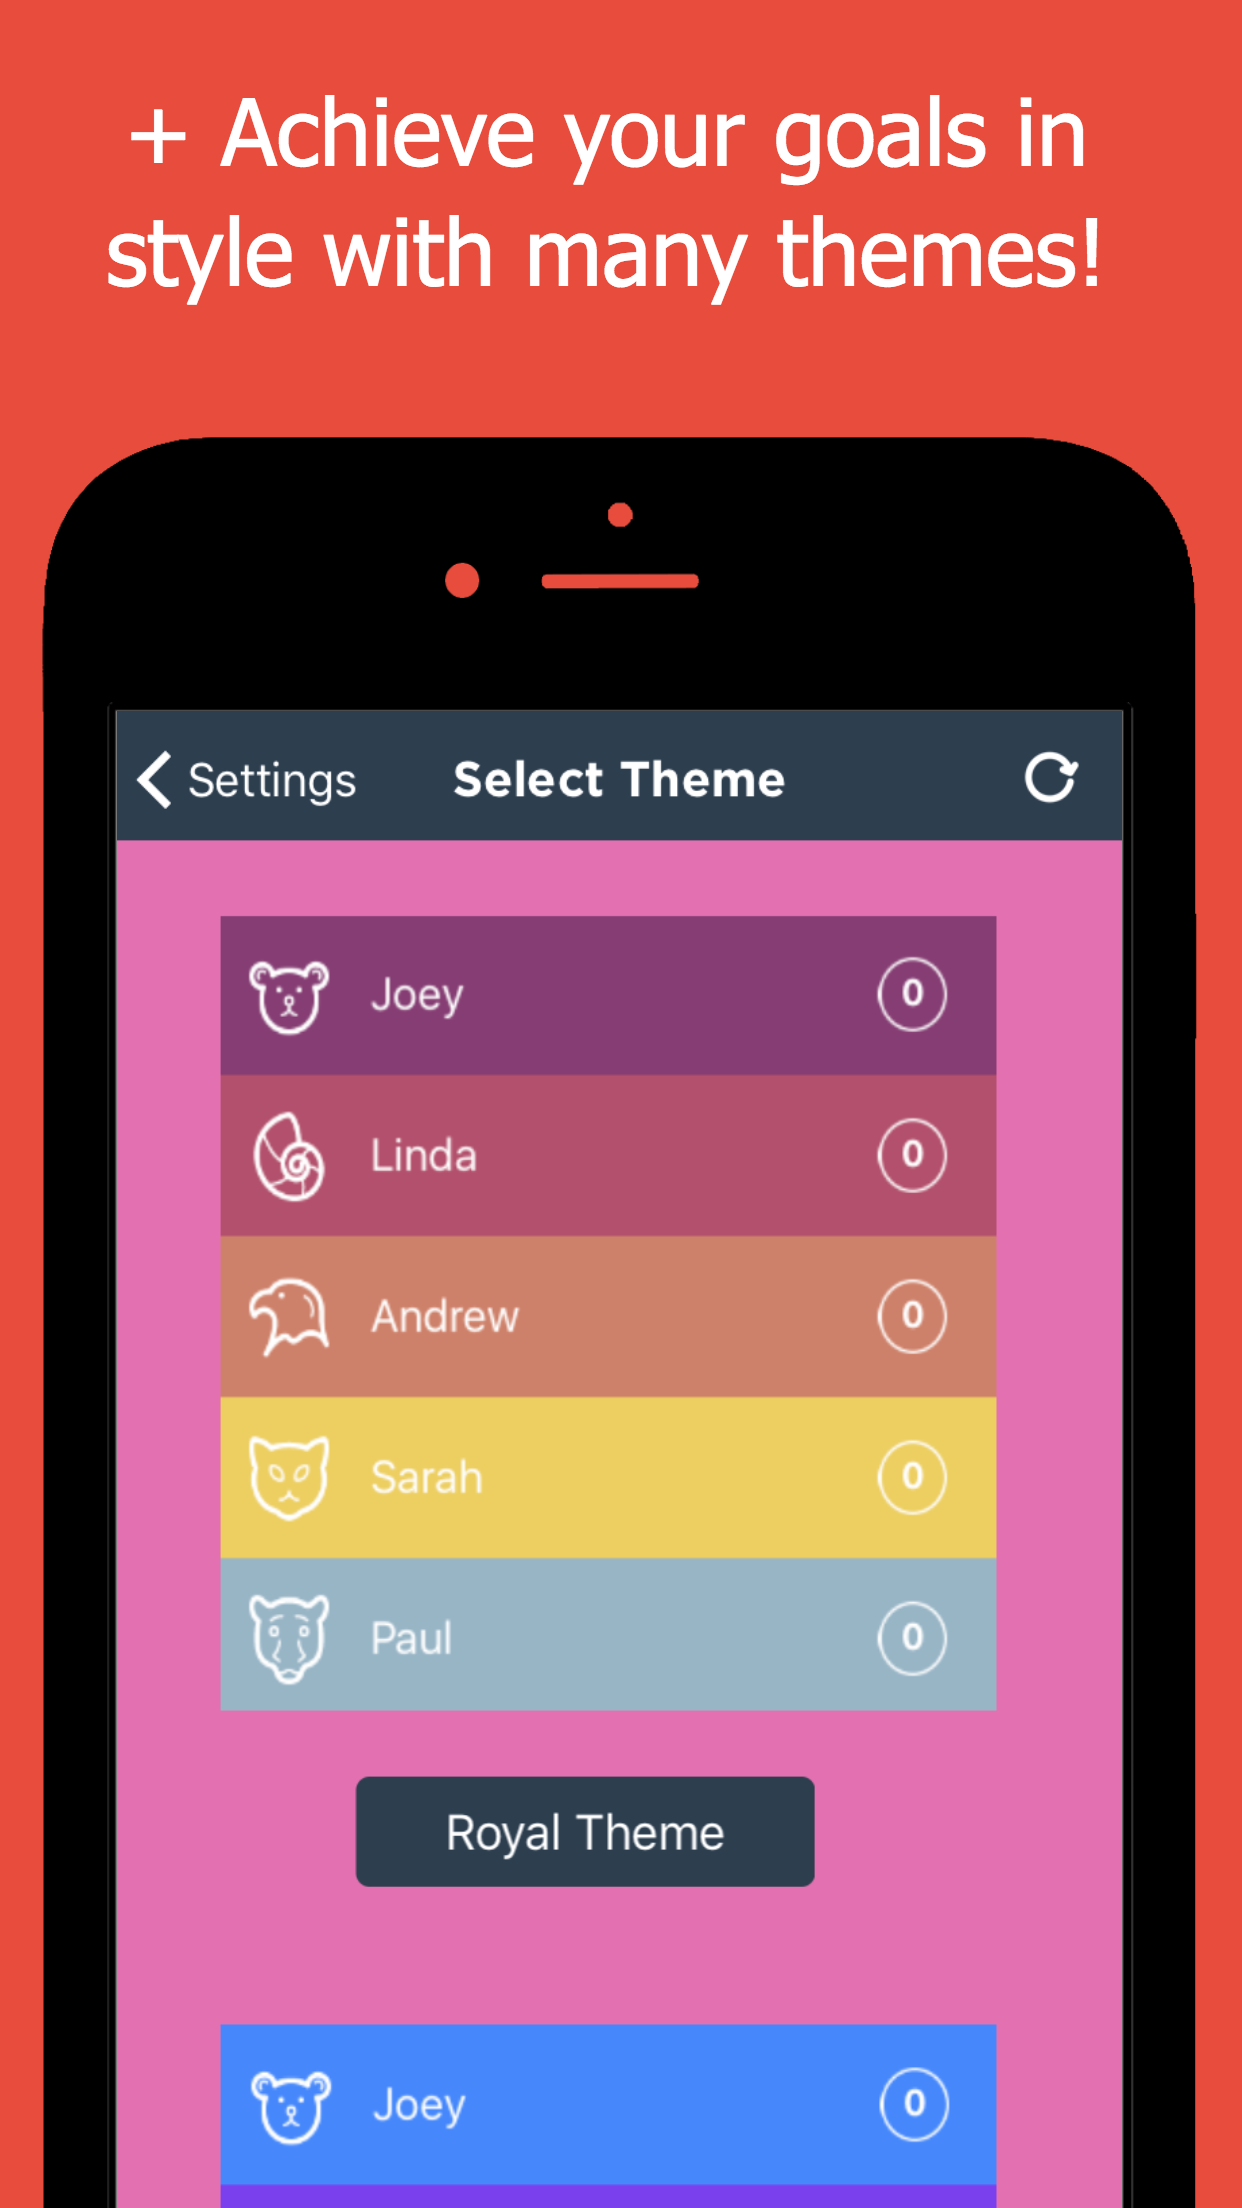 + Achieve your goals in
style with many themes!
Settings Select Theme
Joey 0
Linda 0
Andrew 0
Sarah 0
Paul 0
Royal Theme
Joey 0